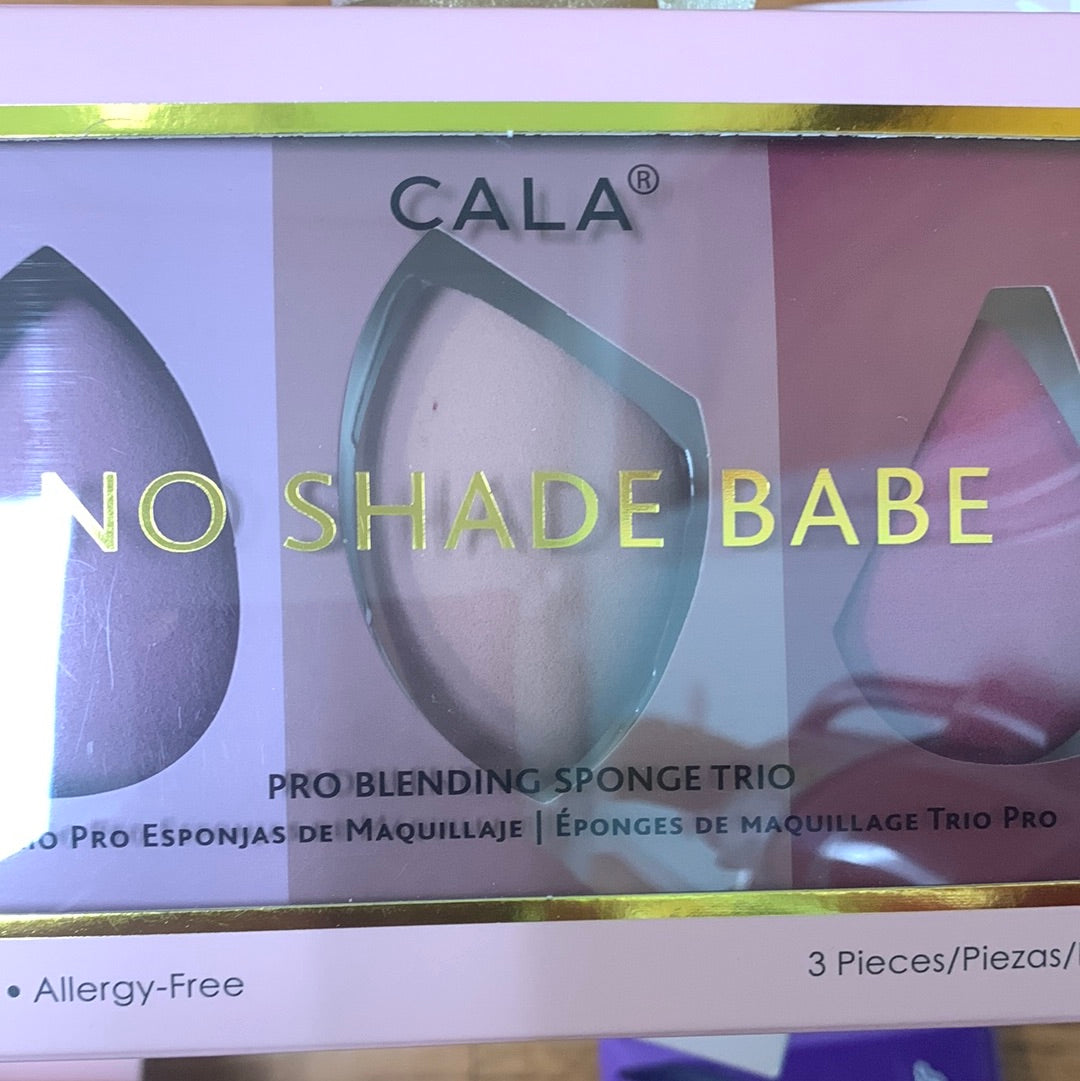 CALA®
NO SHADE BABE
PRO BLENDING SPONGE TRIO
PRO ESPONJAS DE MAQUILLAJE | ÉPONGES DE MAQUILLAGE TRIO PRO
• Allergy-Free
3 Pieces/Piezas/